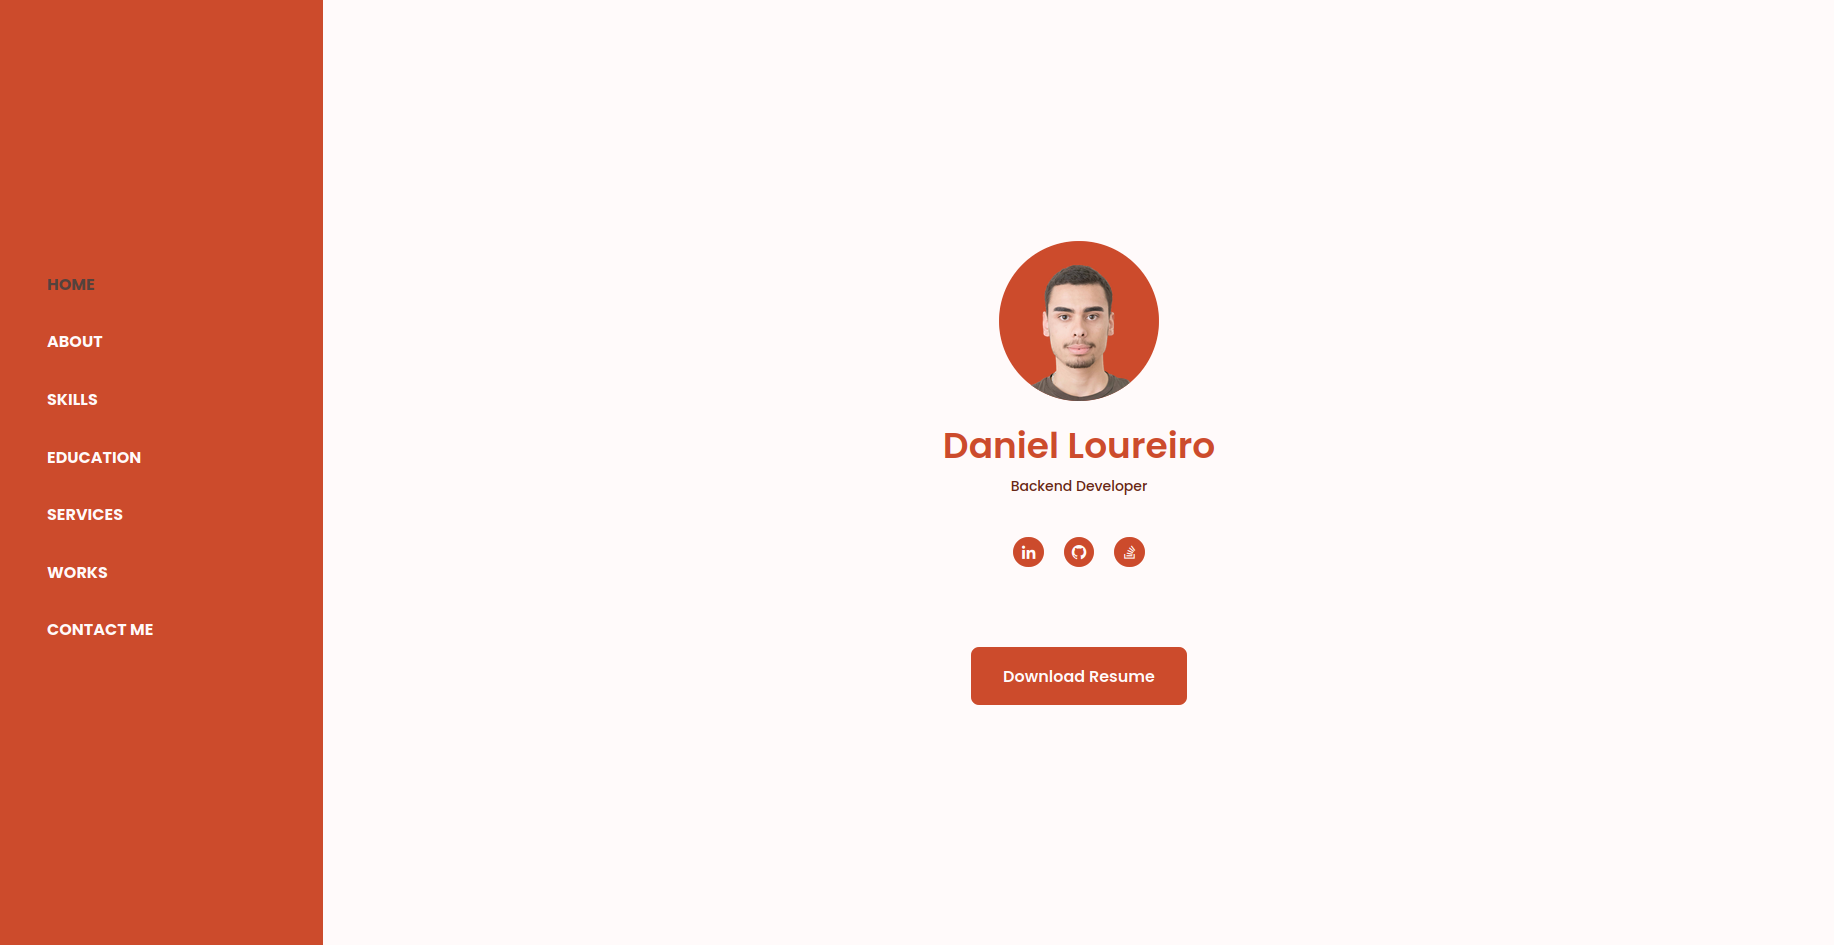 HOME
ABOUT
SKILLS
EDUCATION
SERVICES
WORKS
CONTACT ME
Daniel Loureiro
Backend Developer
in
Download Resume